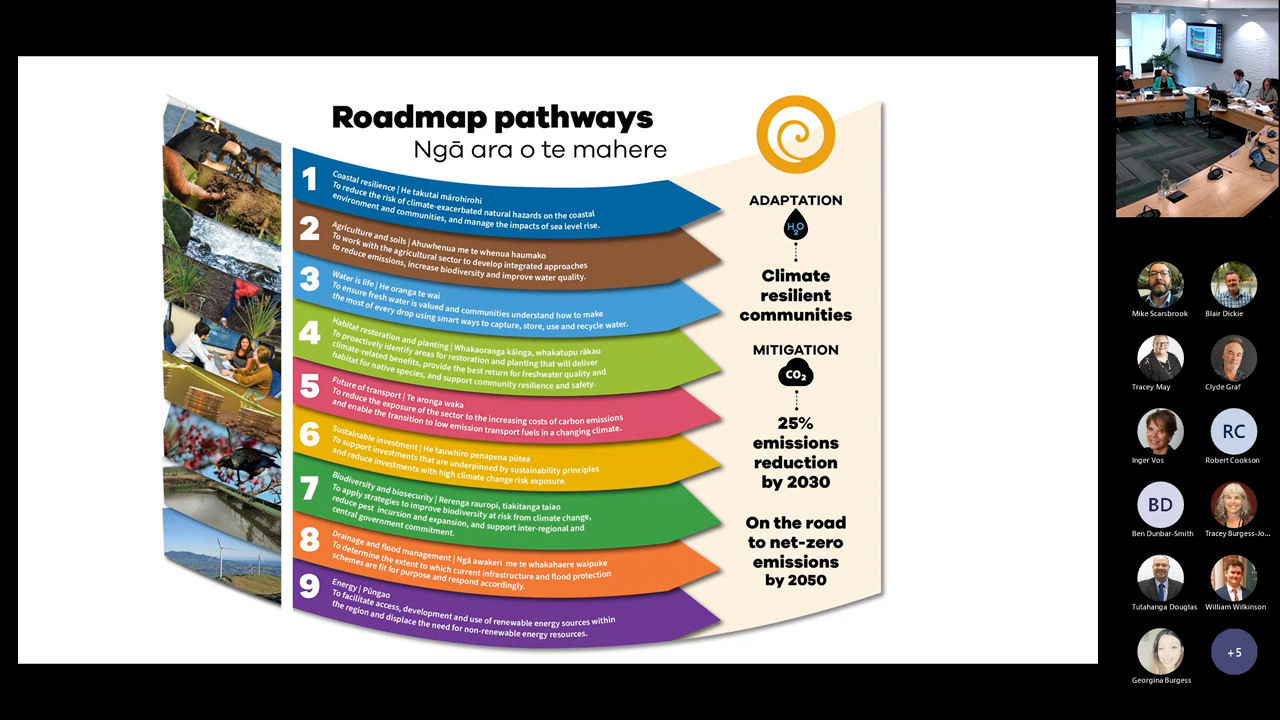 Roadmap pathways
Ngā ara o te mahere
1
Coastal resilience | He takutai mārohirohi
To reduce the risk of climate-exacerbated natural hazards on the coastal
environment and communities, and manage the impacts of sea level rise.
2
Agriculture and soils | Ahuwhenua me te whenua haumako
To work with the agricultural sector to develop integrated approaches
to reduce emissions, increase biodiversity and improve water quality.
3
Water is life | He oranga te wai
To ensure fresh water is valued and communities understand how to make
the most of every drop using smart ways to capture, store, use and recycle water.
4
Habitat restoration and planting | Whakaoranga kāinga, whakatupu rākau
To proactively identify areas for restoration and planting that will deliver
climate-related benefits, provide the best return for freshwater quality and
habitat for native species, and support community resilience and safety.
5
Future of transport | Te aronga waka
To reduce the exposure of the sector to the increasing costs of carbon emissions
and enable the transition to low emission transport fuels in a changing climate.
6
Sustainable investment | He tauwhiro penapena pūtea
To support investments that are underpinned by sustainability principles
and reduce investments with high climate change risk exposure.
7
Biodiversity and biosecurity | Rerenga rauropi, tiakitanga taiao
To apply strategies to improve biodiversity at risk from climate change,
reduce pest incursion and expansion, and support inter-regional and
central government commitment.
8
Drainage and flood management | Ngā awakeri me te whakahaere waipuke
To determine the extent to which current infrastructure and flood protection
schemes are fit for purpose and respond accordingly.
9
Energy | Pūngao
To facilitate access, development and use of renewable energy sources within
the region and displace the need for non-renewable energy resources.
ADAPTATION
H2O
Climate
resilient
communities
MITIGATION
CO2
25%
emissions
reduction
by 2030
On the road
to net-zero
emissions
by 2050
Mike Scarsbrook
Blair Dickie
Tracey May
Clyde Graf
Inger Vos
RC
Robert Cookson
BD
Ben Dunbar-Smith
Tracey Burgess-Jo...
Tutahanga Douglas
William Wilkinson
Georgina Burgess
+5